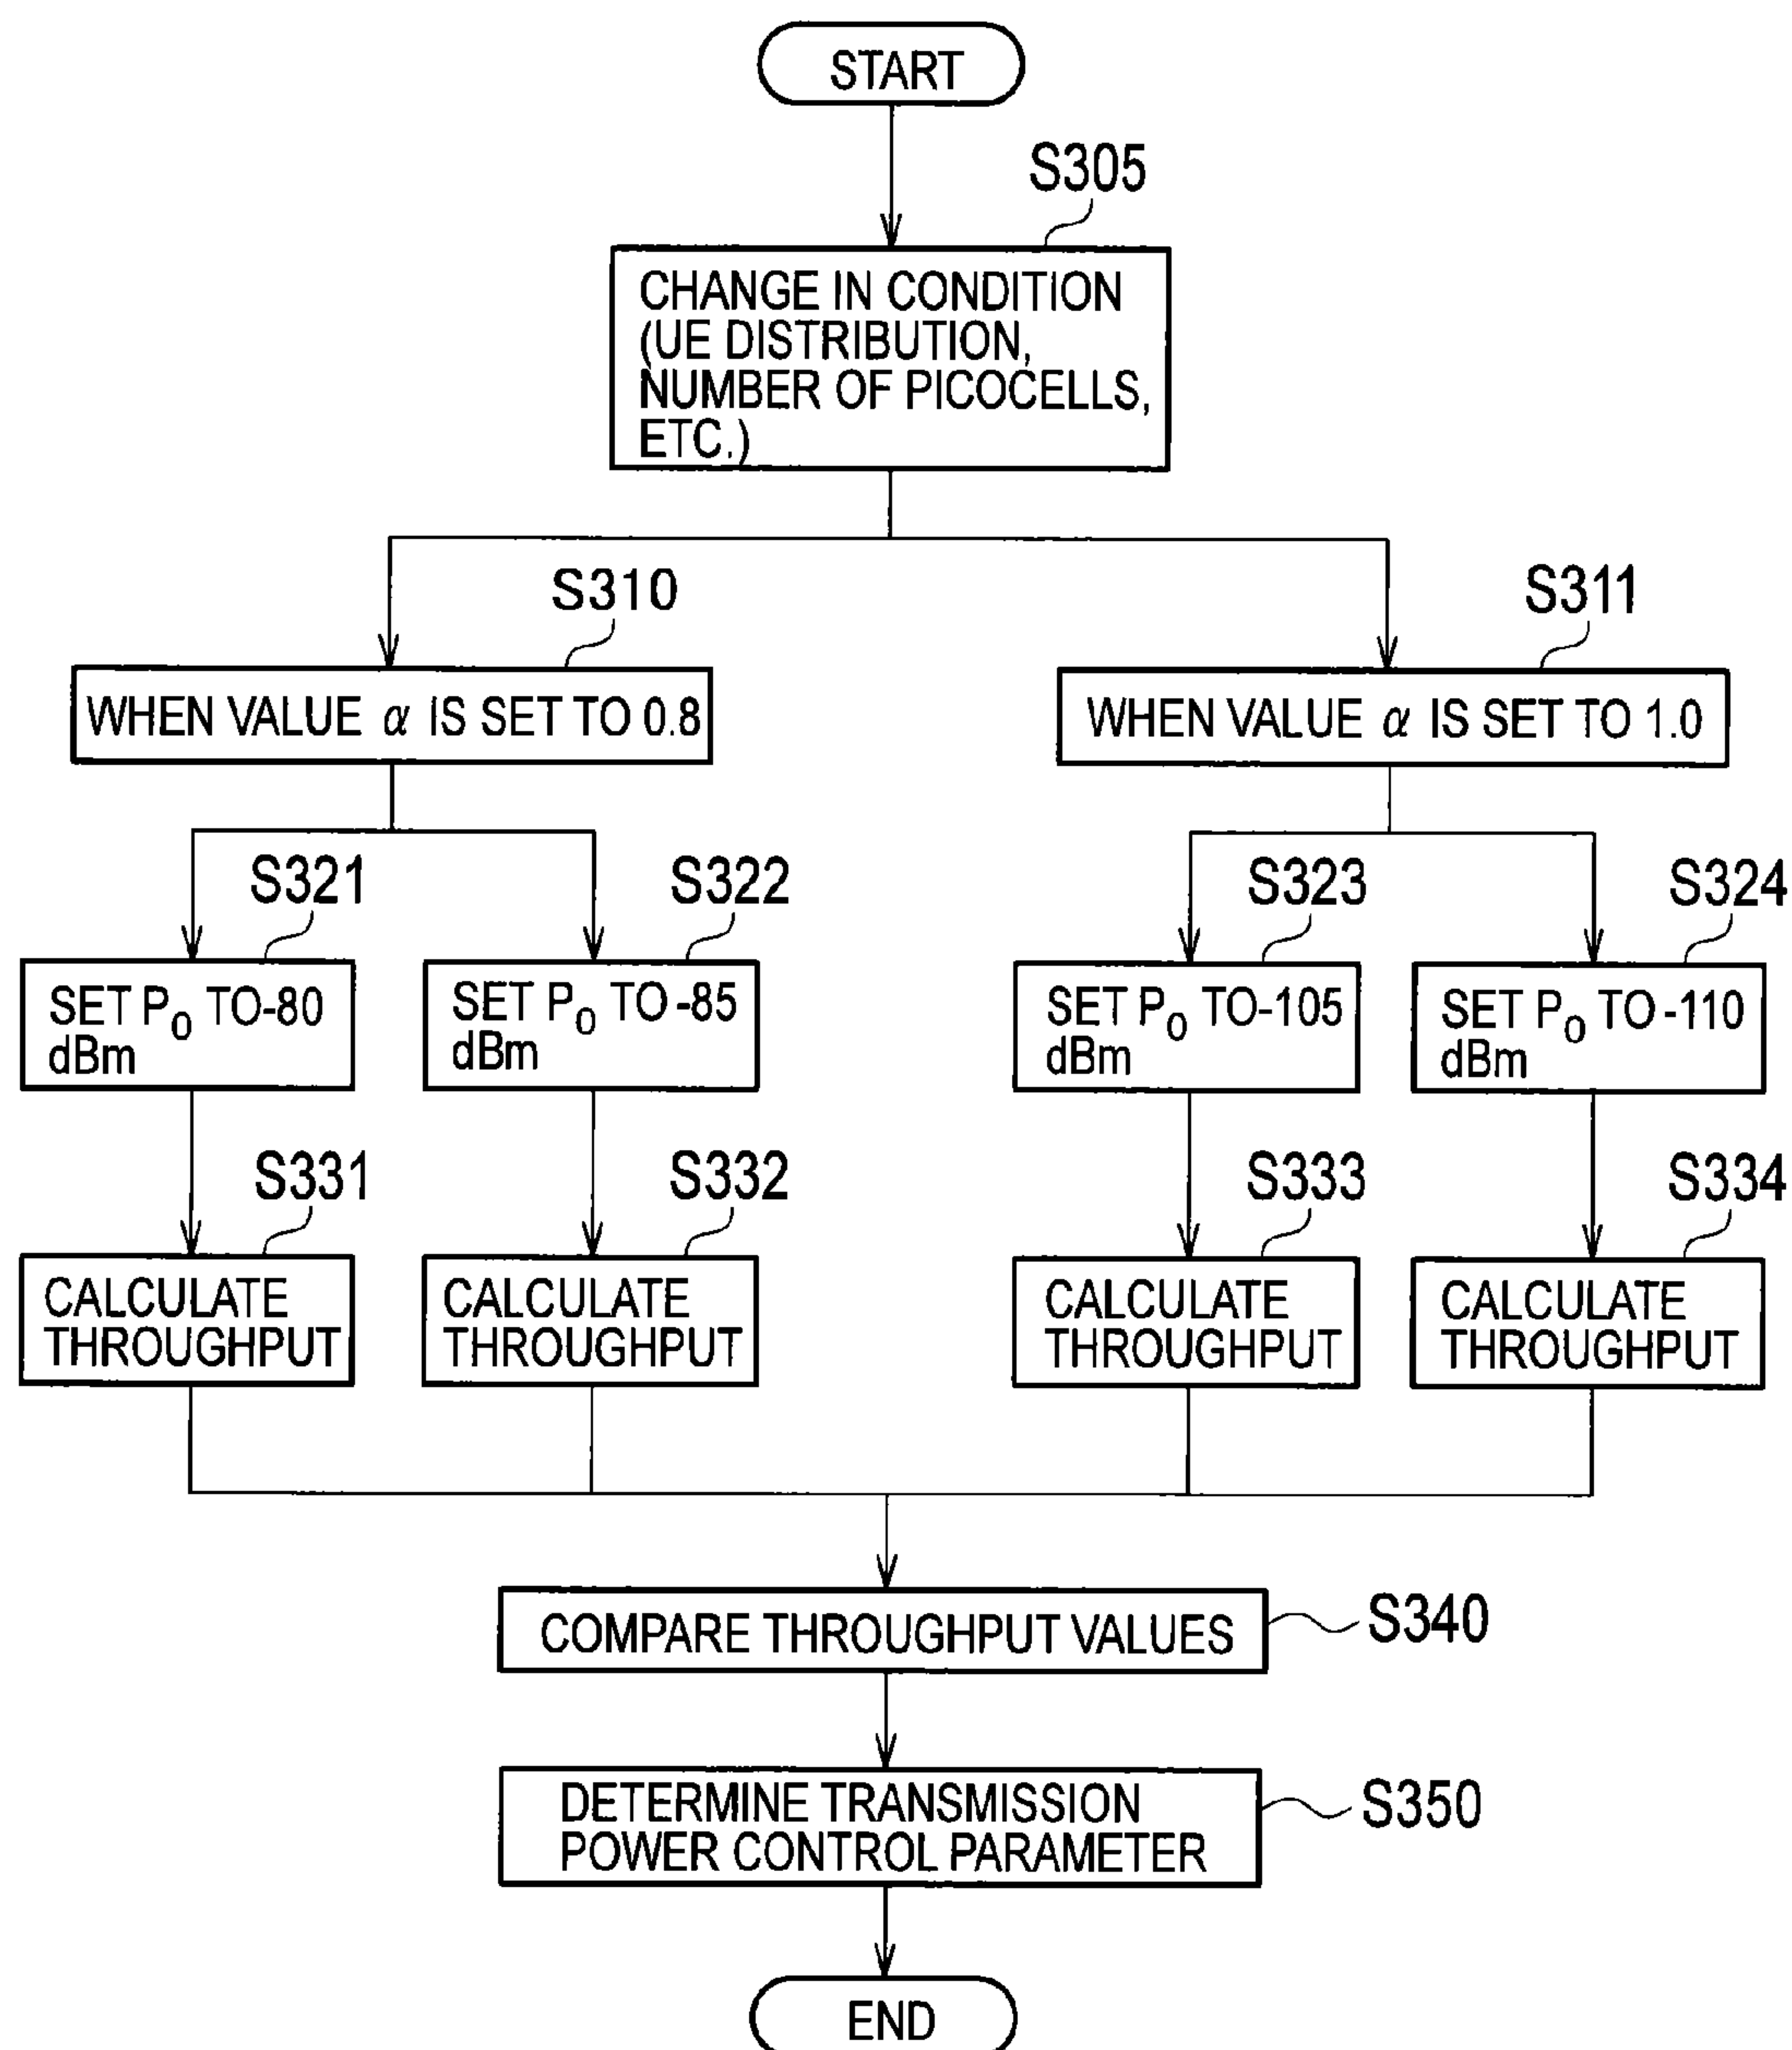 START
S305
CHANGE IN CONDITION
(UE DISTRIBUTION,
NUMBER OF PICOCELLS,
ETC.)
S310
S311
WHEN VALUE α IS SET TO 0.8
WHEN VALUE α IS SET TO 1.0
S321
S322
S323
S324
SET P0 TO-80
dBm
SET P0 TO -85
dBm
SET P0 TO-105
dBm
SET P0 TO -110
dBm
S331
S332
S333
S334
CALCULATE
THROUGHPUT
CALCULATE
THROUGHPUT
CALCULATE
THROUGHPUT
CALCULATE
THROUGHPUT
COMPARE THROUGHPUT VALUES
S340
DETERMINE TRANSMISSION
POWER CONTROL PARAMETER
S350
END